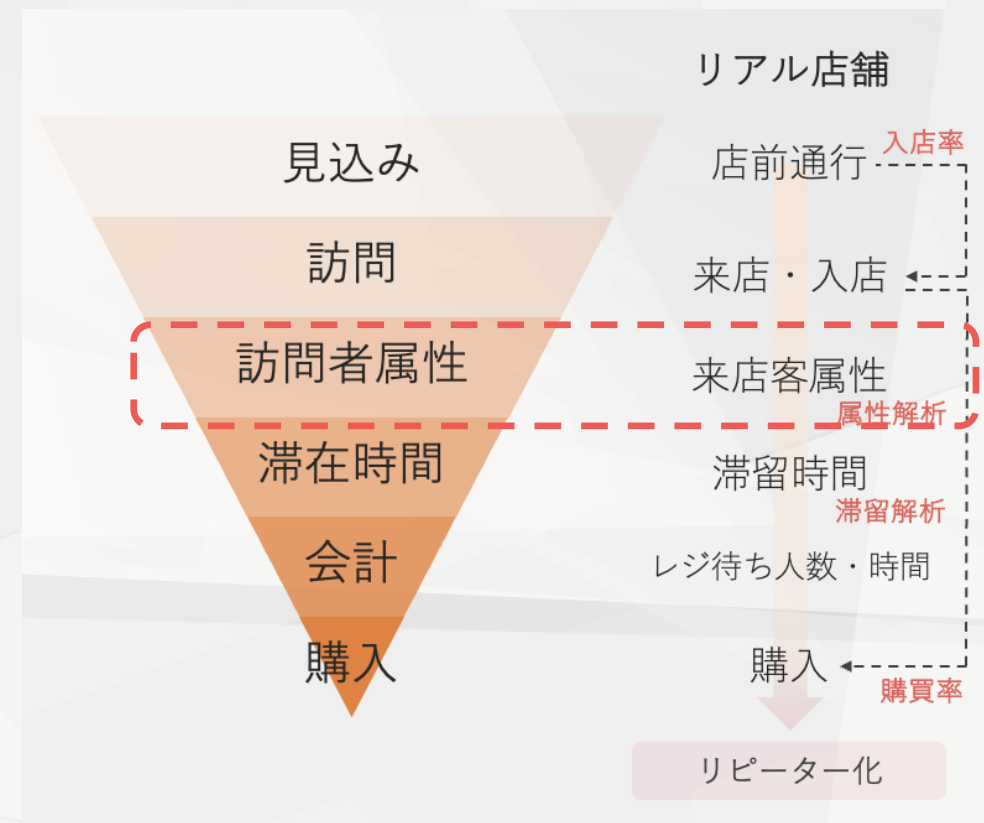 リアル店舗
見込み
店前通行
入店率
訪問
来店・入店
訪問者属性
来店客属性
属性解析
滞在時間
滞留時間
滞留解析
会計
レジ待ち人数・時間
購入
購入
購買率
リピーター化